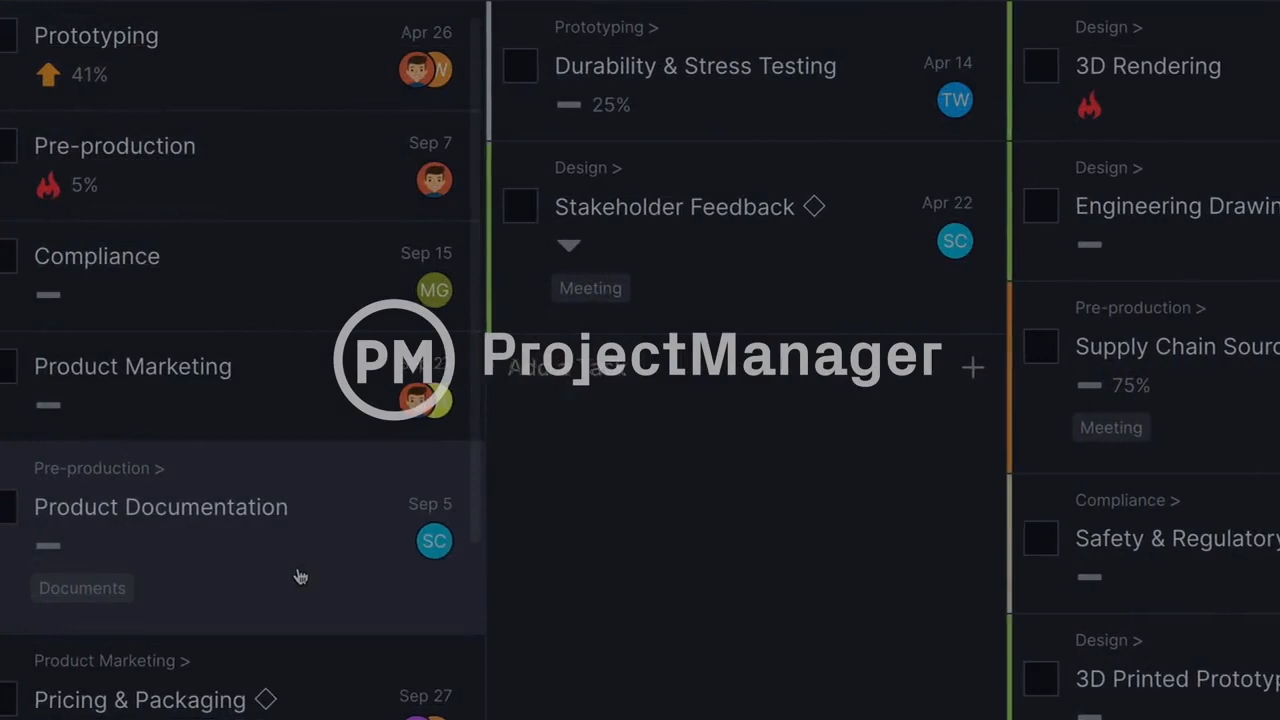 Prototyping
Apr 26
41%
W
Pre-production
Sep 7
5%
Compliance
Sep 15
MG
Product Marketing
Pre-production >
Product Documentation
Sep 5
SC
Documents
Product Marketing >
Pricing & Packaging
Sep 27
Prototyping >
Durability & Stress Testing
Apr 14
25%
TW
Design >
Stakeholder Feedback
Apr 22
SC
Meeting
PM ProjectManager
Design >
3D Rendering
Design >
Engineering Drawin
Pre-production >
Supply Chain Sourc
75%
Meeting
Compliance >
Safety & Regulatory
Design >
3D Printed Prototyp